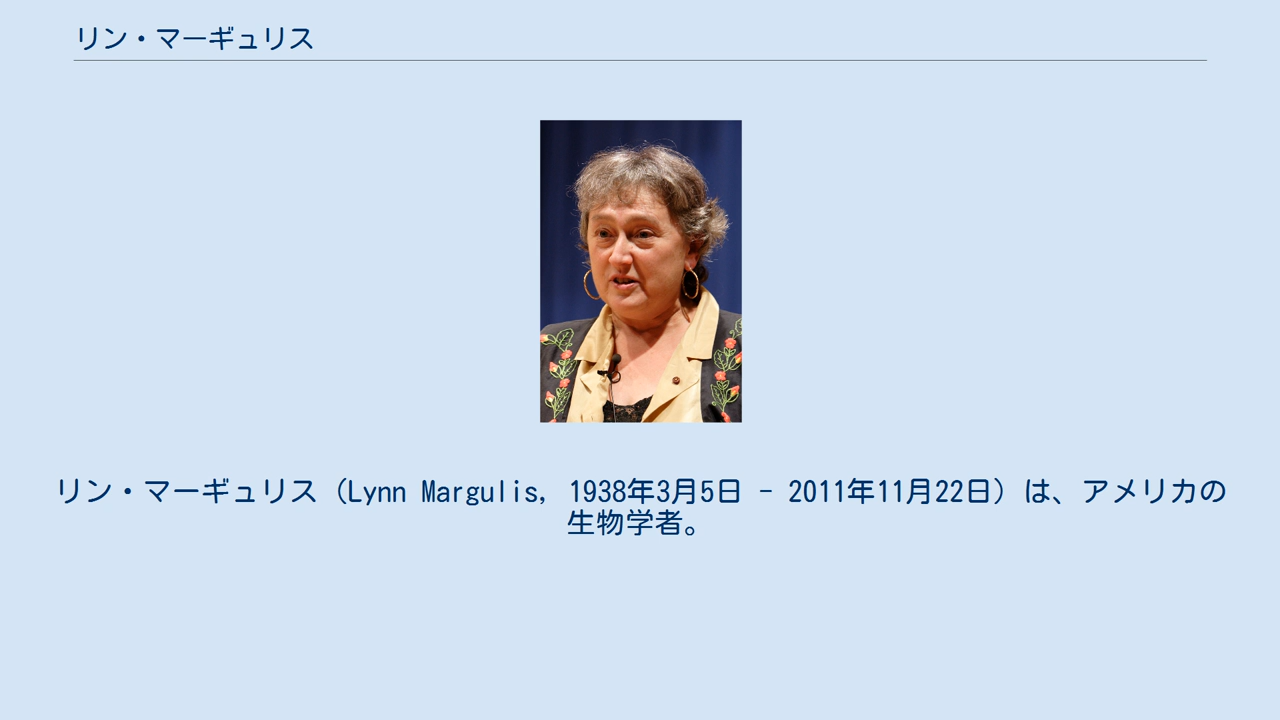 リン・マーギュリス
リン・マーギュリス（Lynn Margulis, 1938年3月5日 - 2011年11月22日）は、アメリカの
生物学者。